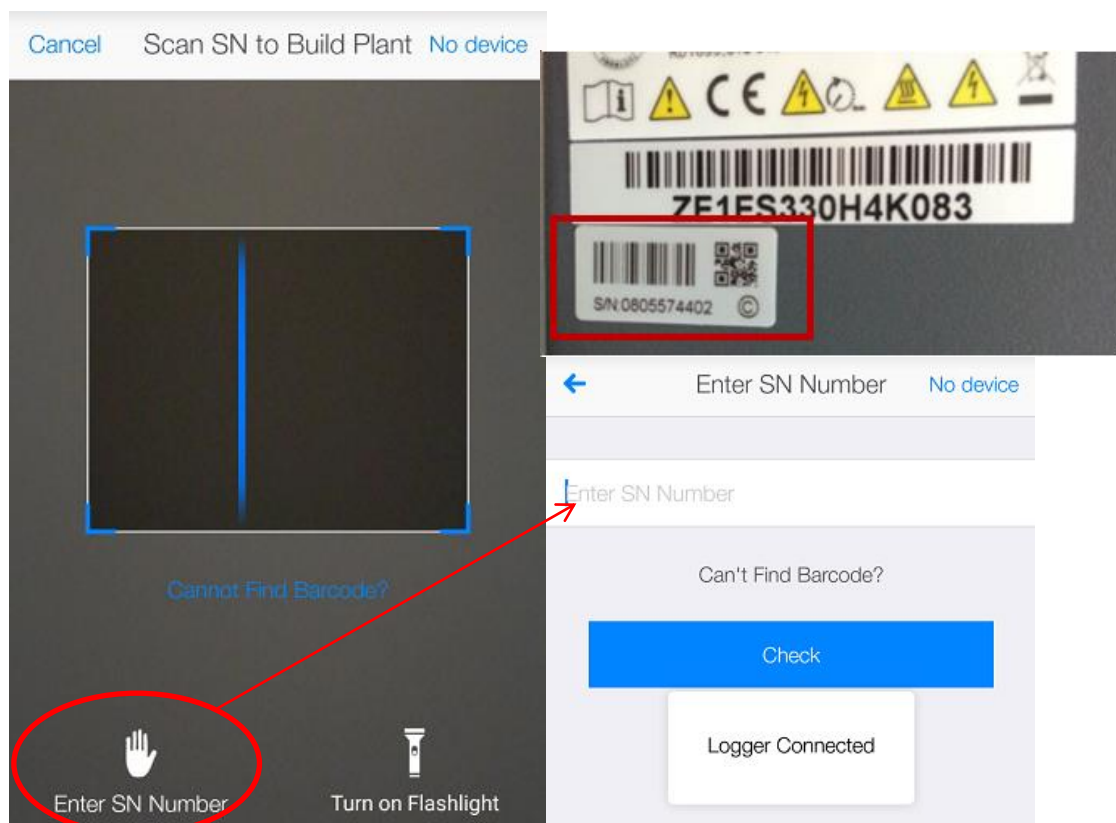 Cancel
Scan SN to Build Plant
No device
Cannot Find Barcode?
Enter SN Number
Turn on Flashlight
CE
ZE1ES330H4K083
S/N:0805574402 ©
Enter SN Number
No device
Enter SN Number
Can't Find Barcode?
Check
Logger Connected